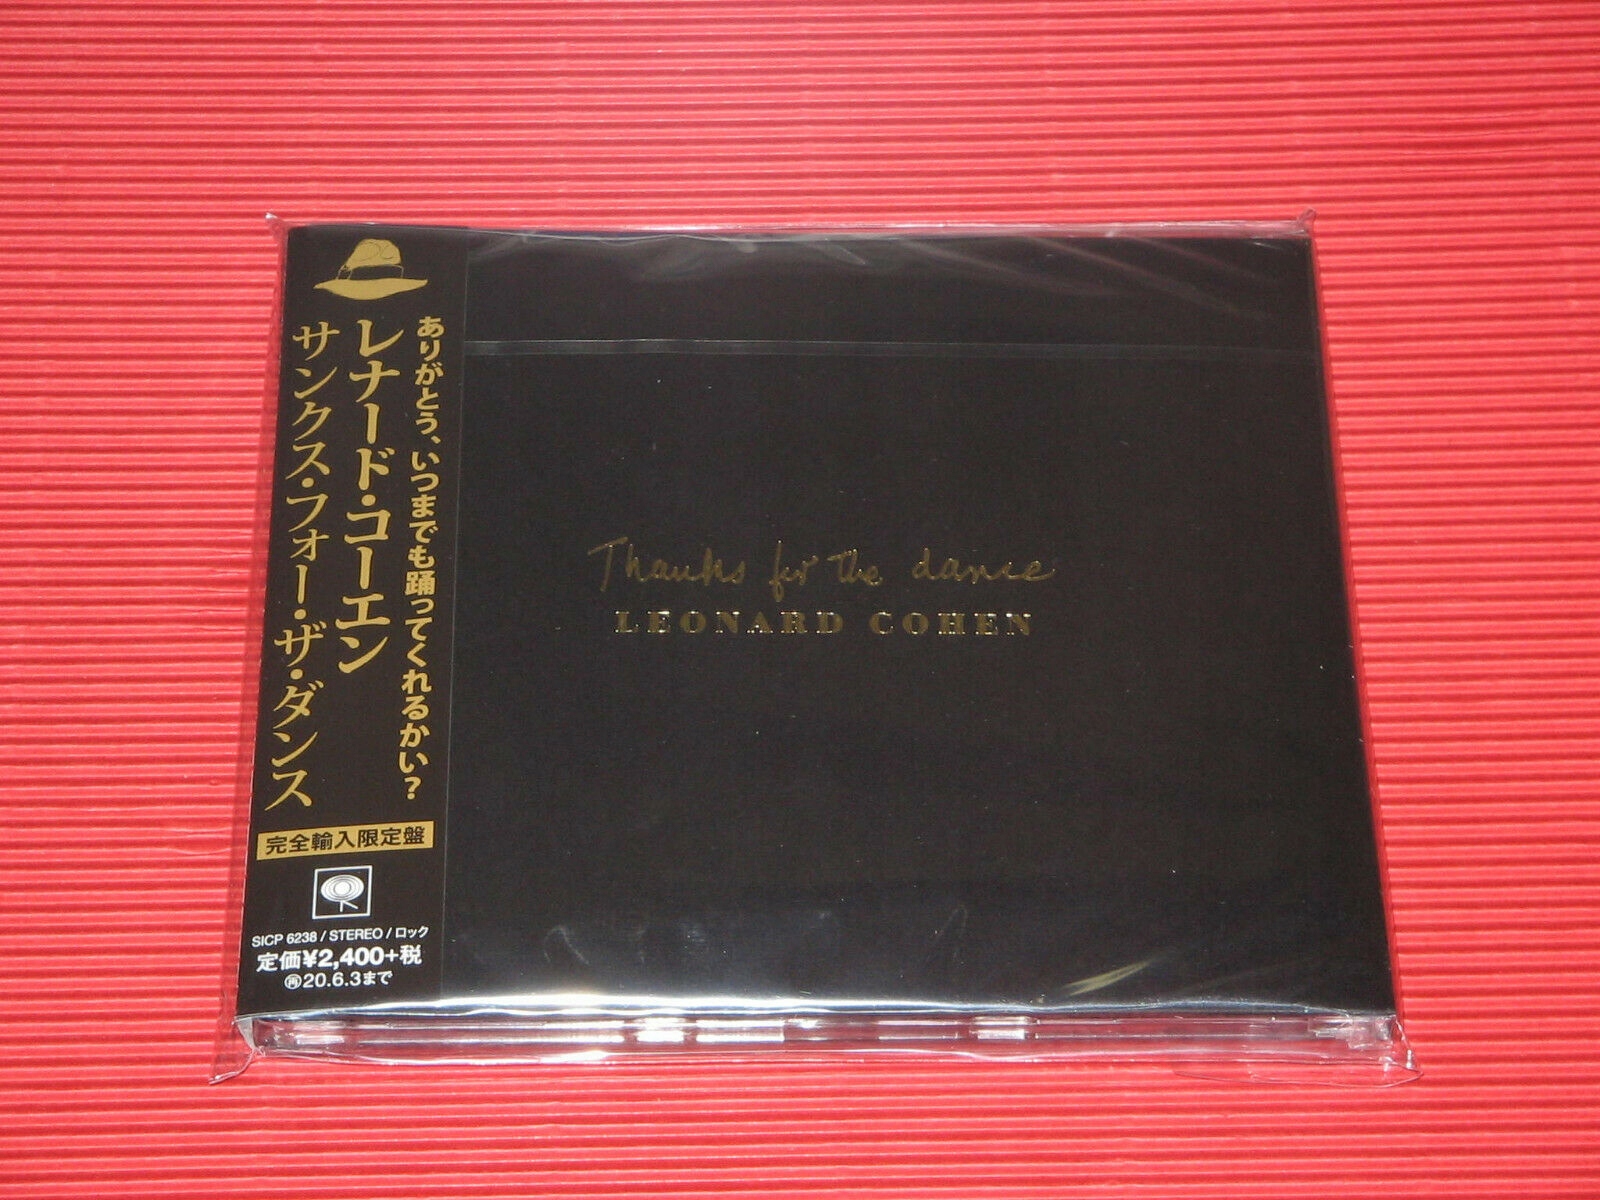 ありがとう、いつまでも踊ってくれるかい?
レナード・コーエン
サンクス・フォー・ザ・ダンス
完全輸入限定盤
SICP 6238 / STEREO / ロック
定価¥2,400+税
㋐20.6.3まで
Thanks for the dance
LEONARD COHEN